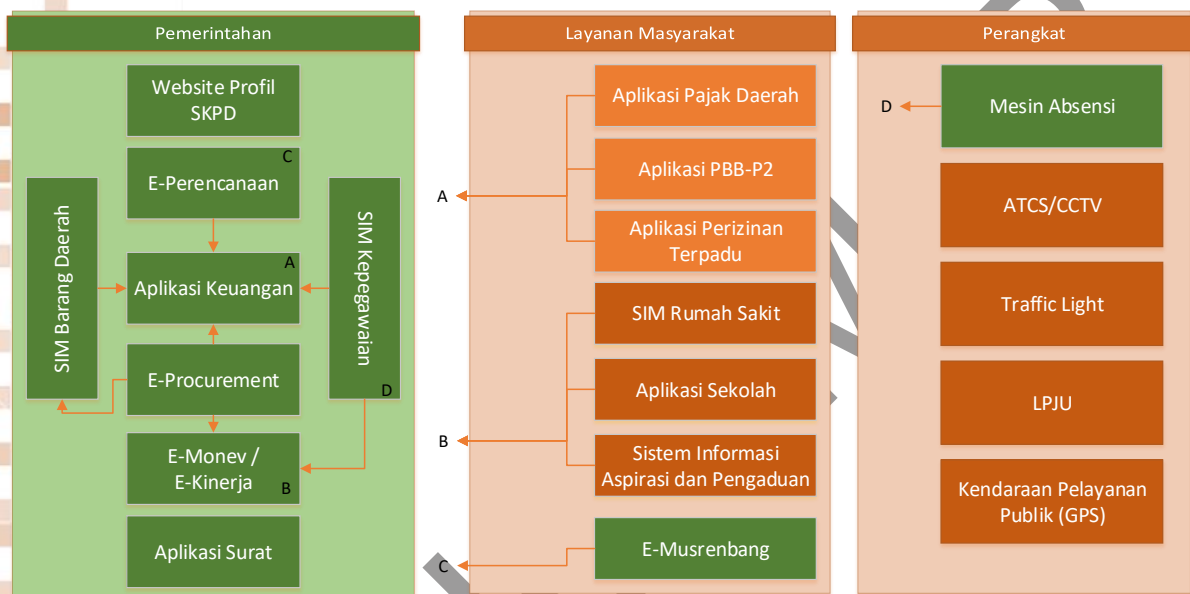 Pemerintahan
Website Profil
SKPD
C
E-Perencanaan
SIM Barang Daerah
A
Aplikasi Keuangan
SIM Kepegawaian
D
E-Procurement
E-Monev /
E-Kinerja
B
Aplikasi Surat
Layanan Masyarakat
Aplikasi Pajak Daerah
Aplikasi PBB-P2
Aplikasi Perizinan
Terpadu
A
SIM Rumah Sakit
Aplikasi Sekolah
Sistem Informasi
Aspirasi dan Pengaduan
B
E-Musrenbang
C
Perangkat
D
Mesin Absensi
ATCS/CCTV
Traffic Light
LPJU
Kendaraan Pelayanan
Publik (GPS)